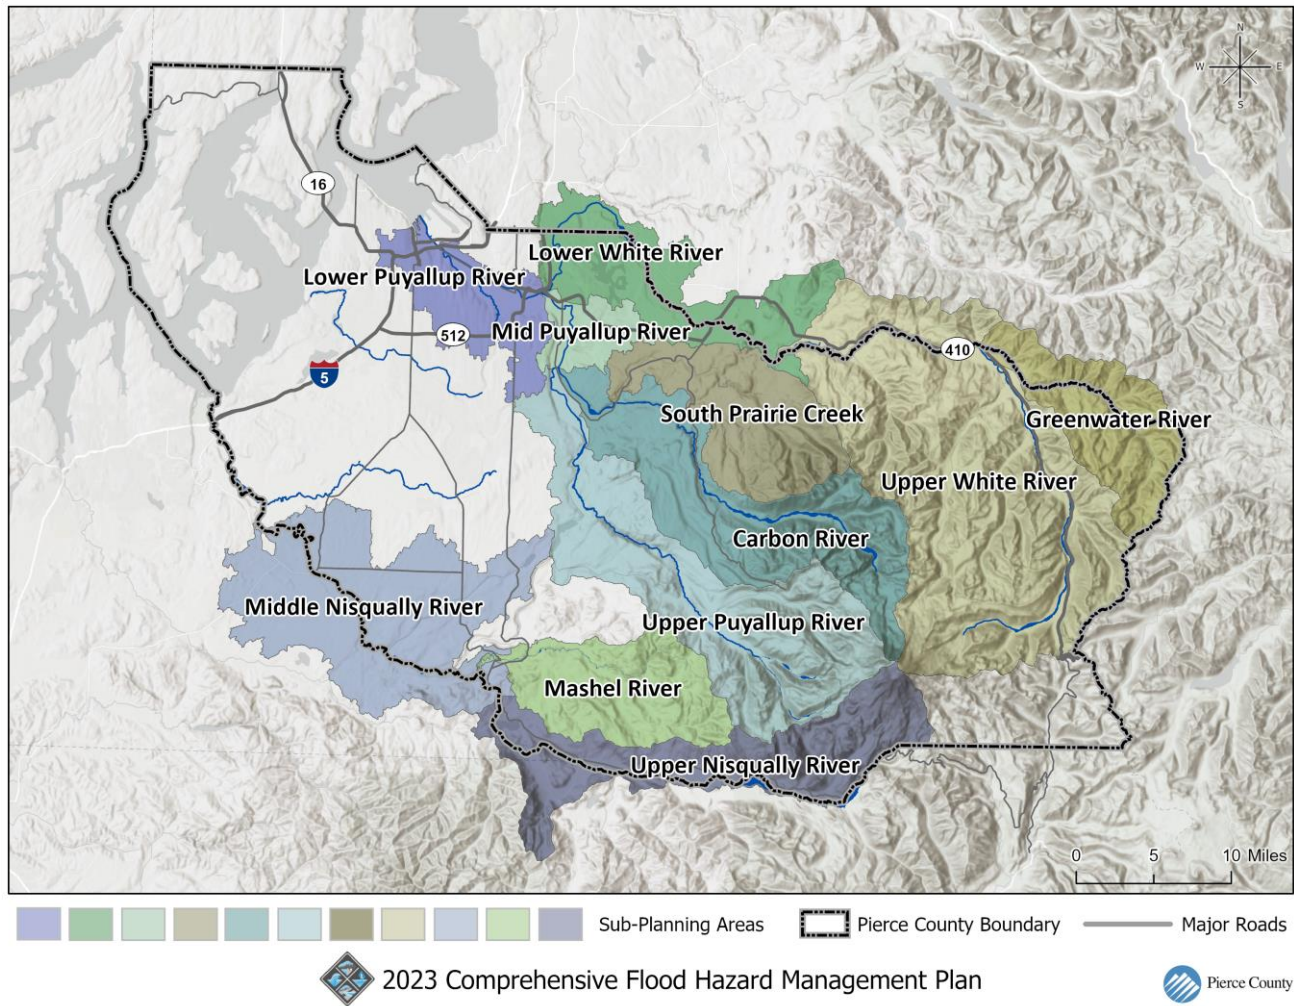 N
W E
S
16
Lower White River
Lower Puyallup River
Mid Puyallup River
512
410
5
South Prairie Creek
Greenwater River
Upper White River
Carbon River
Middle Nisqually River
Upper Puyallup River
Mashel River
Upper Nisqually River
0 5 10 Miles
Sub-Planning Areas
Pierce County Boundary
Major Roads
2023 Comprehensive Flood Hazard Management Plan
Pierce County